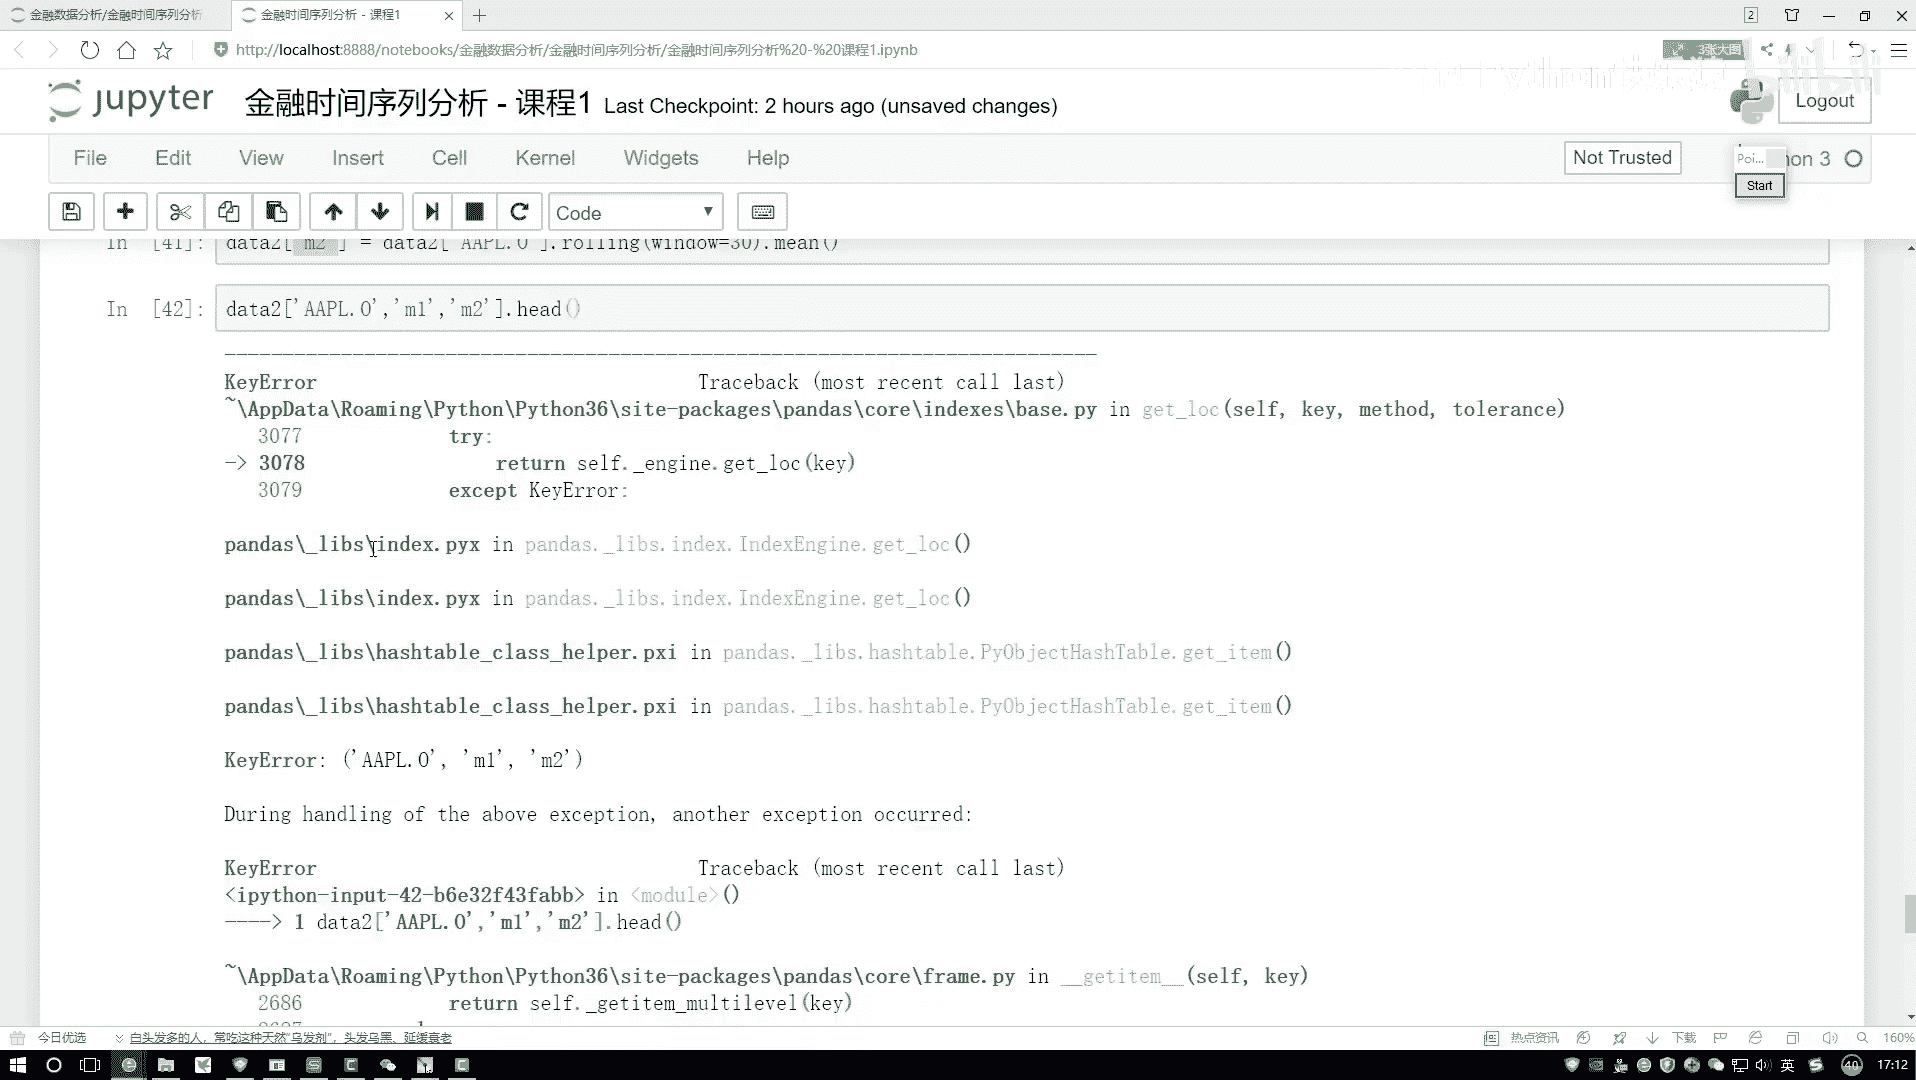 金融数据分析/金融时间序列分析
金融时间序列分析 - 课程1
2
http://localhost:8888/notebooks/金融数据分析/金融时间序列分析/金融时间序列分析%20-%20课程1.ipynb
3张大图
bilibili
jupyter
金融时间序列分析 - 课程1 Last Checkpoint: 2 hours ago (unsaved changes)
Logout
File Edit View Insert Cell Kernel Widgets Help
Not Trusted
Poi... hon 3
Start
Code
In [41]: data2['m2'] = data2['AAPL.O'].rolling(window=30).mean()
In [42]: data2['AAPL.O','m1','m2'].head()
---------------------------------------------------------------------------
KeyError Traceback (most recent call last)
~\AppData\Roaming\Python\Python36\site-packages\pandas\core\indexes\base.py in get_loc(self, key, method, tolerance)
3077 try:
-> 3078 return self._engine.get_loc(key)
3079 except KeyError:
pandas\_libs\index.pyx in pandas._libs.index.IndexEngine.get_loc()
pandas\_libs\index.pyx in pandas._libs.index.IndexEngine.get_loc()
pandas\_libs\hashtable_class_helper.pxi in pandas._libs.hashtable.PyObjectHashTable.get_item()
pandas\_libs\hashtable_class_helper.pxi in pandas._libs.hashtable.PyObjectHashTable.get_item()
KeyError: ('AAPL.O', 'm1', 'm2')
During handling of the above exception, another exception occurred:
KeyError Traceback (most recent call last)
<ipython-input-42-b6e32f43fabb> in <module>()
----> 1 data2['AAPL.O','m1','m2'].head()
~\AppData\Roaming\Python\Python36\site-packages\pandas\core\frame.py in __getitem__(self, key)
2686 return self._getitem_multilevel(key)
今日优选
白头发多的人，常吃这种天然"乌发剂"，头发乌黑、延缓衰老
热点资讯
下载
160%
英
40
17:12